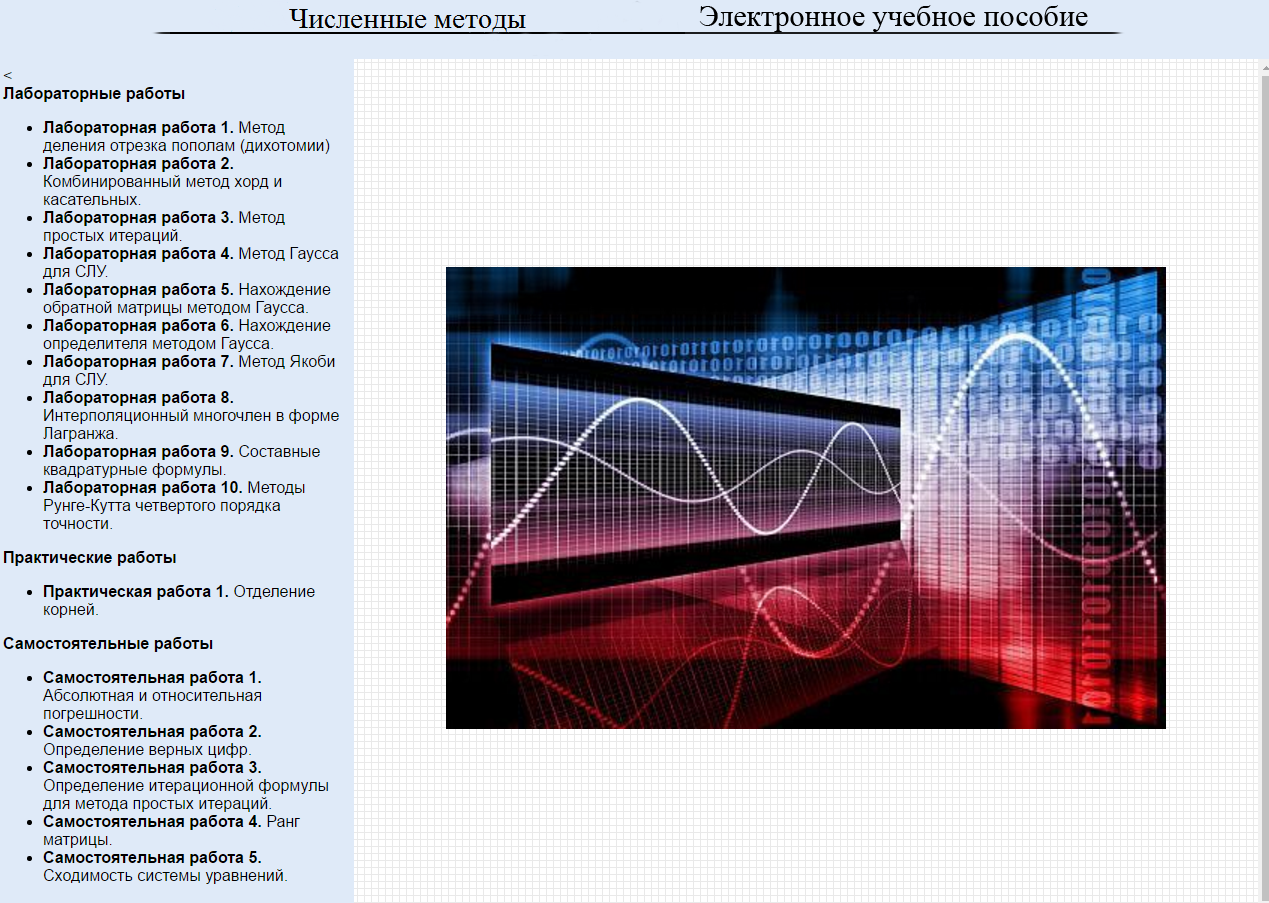 Численные методы Электронное учебное пособие
<
Лабораторные работы
Лабораторная работа 1. Метод
деления отрезка пополам (дихотомии)
Лабораторная работа 2.
Комбинированный метод хорд и
касательных.
Лабораторная работа 3. Метод
простых итераций.
Лабораторная работа 4. Метод Гаусса
для СЛУ.
Лабораторная работа 5. Нахождение
обратной матрицы методом Гаусса.
Лабораторная работа 6. Нахождение
определителя методом Гаусса.
Лабораторная работа 7. Метод Якоби
для СЛУ.
Лабораторная работа 8.
Интерполяционный многочлен в форме
Лагранжа.
Лабораторная работа 9. Составные
квадратурные формулы.
Лабораторная работа 10. Методы
Рунге-Кутта четвертого порядка
точности.
Практические работы
Практическая работа 1. Отделение
корней.
Самостоятельные работы
Самостоятельная работа 1.
Абсолютная и относительная
погрешности.
Самостоятельная работа 2.
Определение верных цифр.
Самостоятельная работа 3.
Определение итерационной формулы
для метода простых итераций.
Самостоятельная работа 4. Ранг
матрицы.
Самостоятельная работа 5.
Сходимость системы уравнений.